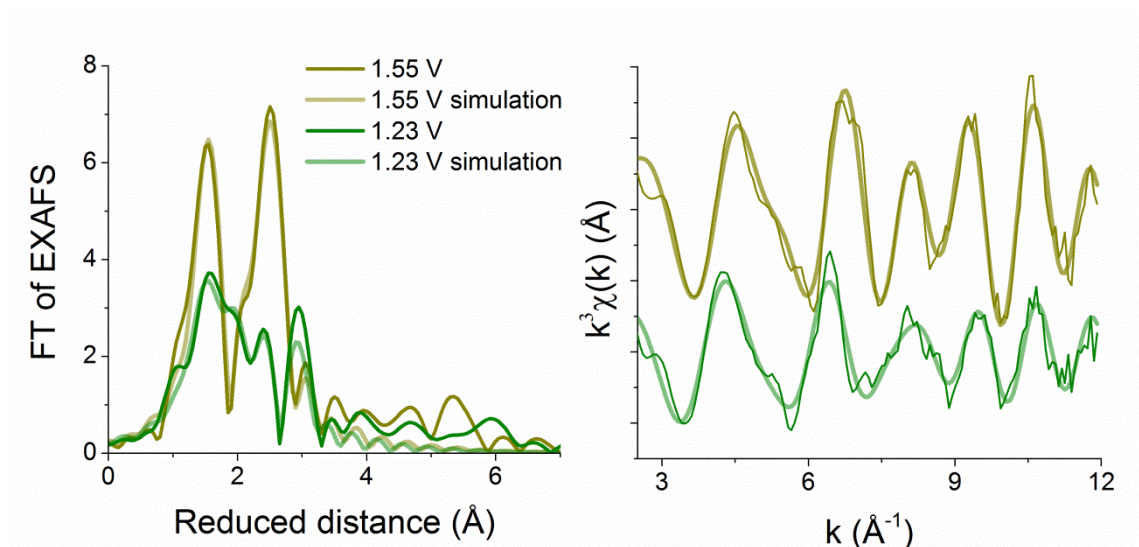 8
6
4
2
0
FT of EXAFS
1.55 V
1.55 V simulation
1.23 V
1.23 V simulation
0 2 4 6
Reduced distance (Å)
k³χ(k) (Å)
3 6 9 12
k (Å⁻¹)